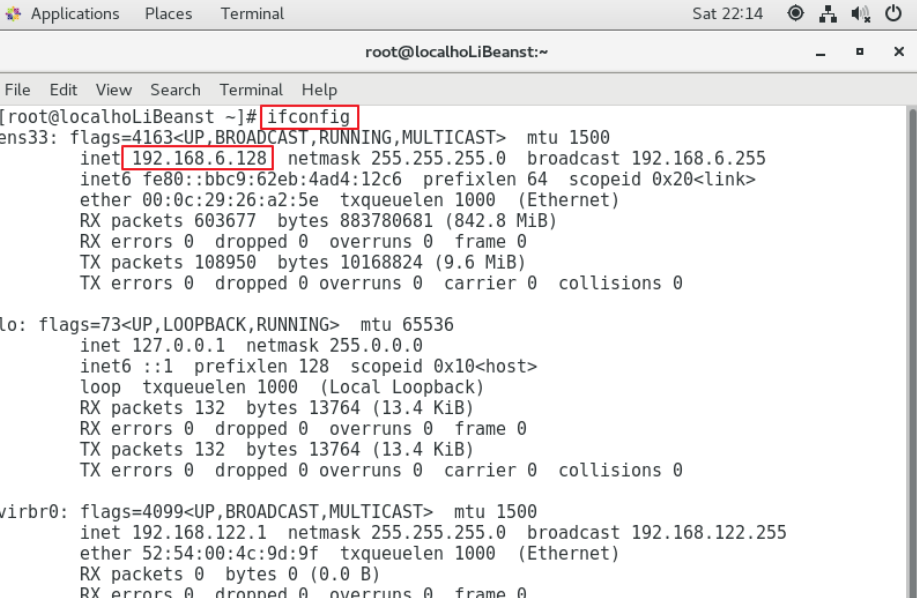 Applications Places Terminal Sat 22:14
root@localhoLiBeanst:~
File Edit View Search Terminal Help
[root@localhoLiBeanst ~]# ifconfig
ens33: flags=4163<UP,BROADCAST,RUNNING,MULTICAST> mtu 1500
inet 192.168.6.128 netmask 255.255.255.0 broadcast 192.168.6.255
inet6 fe80::bbc9:62eb:4ad4:12c6 prefixlen 64 scopeid 0x20<link>
ether 00:0c:29:26:a2:5e txqueuelen 1000 (Ethernet)
RX packets 603677 bytes 883780681 (842.8 MiB)
RX errors 0 dropped 0 overruns 0 frame 0
TX packets 108950 bytes 10168824 (9.6 MiB)
TX errors 0 dropped 0 overruns 0 carrier 0 collisions 0
lo: flags=73<UP,LOOPBACK,RUNNING> mtu 65536
inet 127.0.0.1 netmask 255.0.0.0
inet6 ::1 prefixlen 128 scopeid 0x10<host>
loop txqueuelen 1000 (Local Loopback)
RX packets 132 bytes 13764 (13.4 KiB)
RX errors 0 dropped 0 overruns 0 frame 0
TX packets 132 bytes 13764 (13.4 KiB)
TX errors 0 dropped 0 overruns 0 carrier 0 collisions 0
virbr0: flags=4099<UP,BROADCAST,MULTICAST> mtu 1500
inet 192.168.122.1 netmask 255.255.255.0 broadcast 192.168.122.255
ether 52:54:00:4c:9d:9f txqueuelen 1000 (Ethernet)
RX packets 0 bytes 0 (0.0 B)
RX errors 0 dropped 0 overruns 0 frame 0